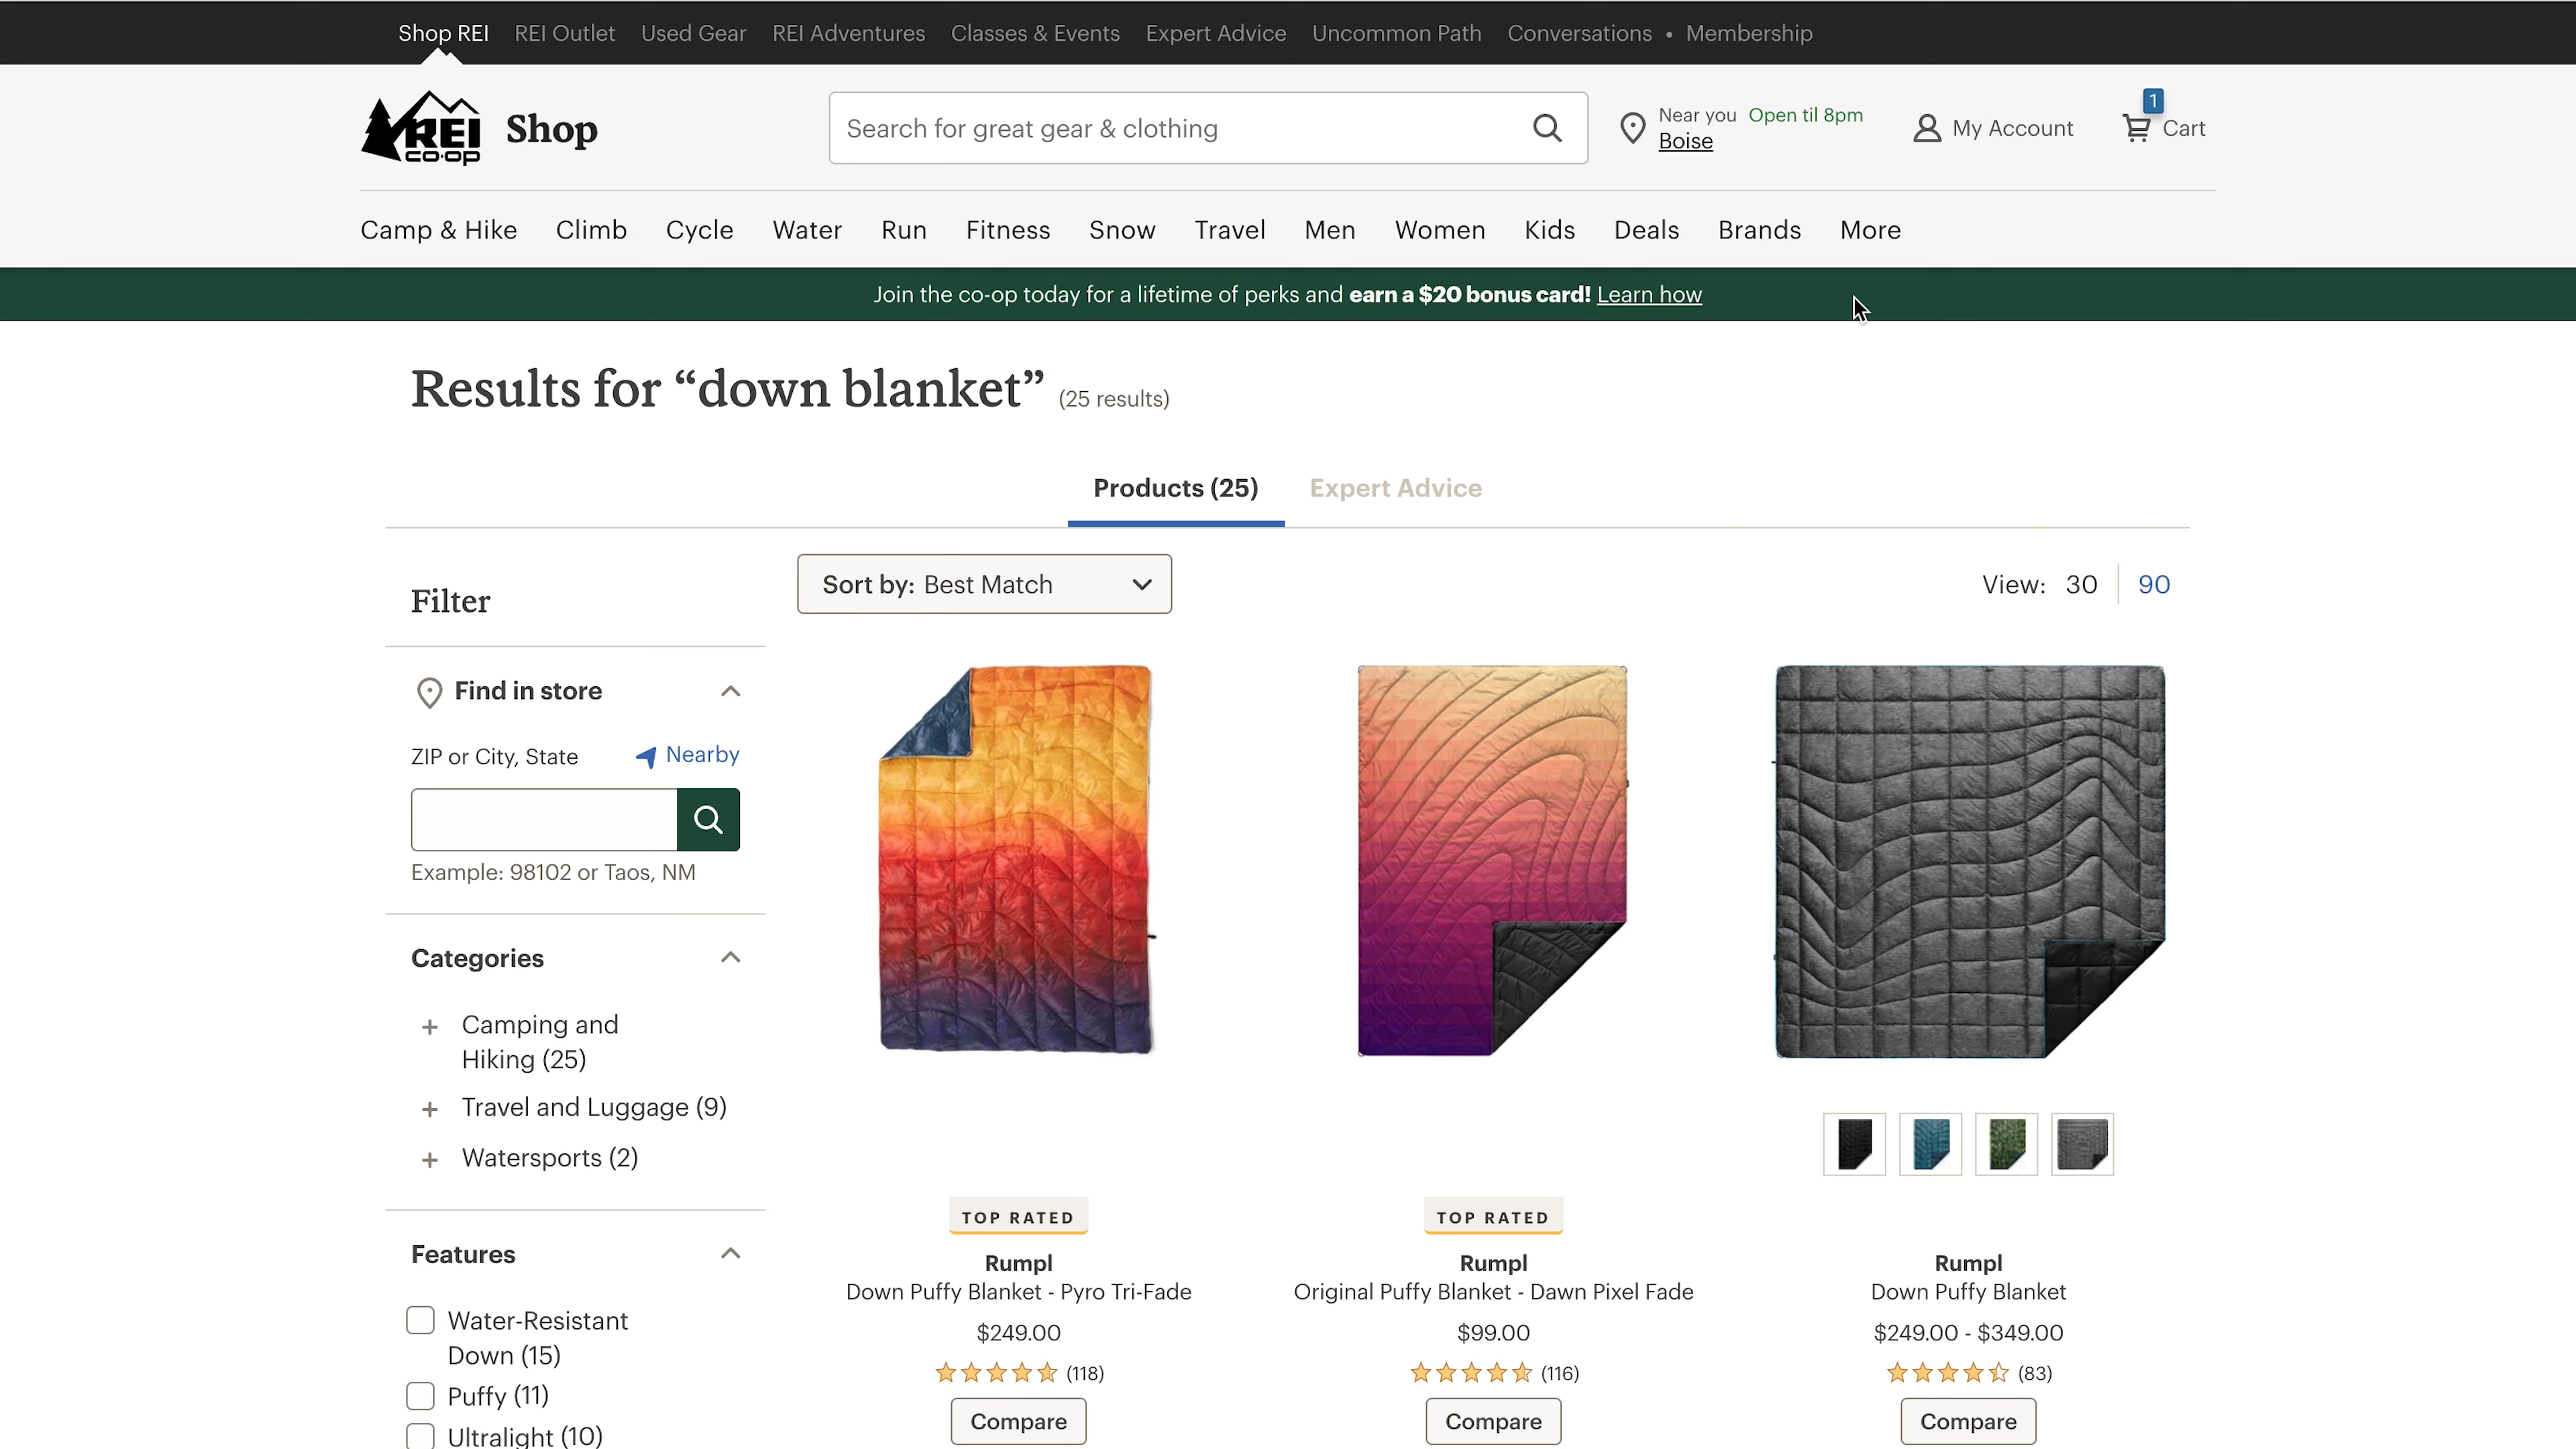 Shop REI REI Outlet Used Gear REI Adventures Classes & Events Expert Advice Uncommon Path Conversations • Membership
REI
CO·OP
Shop
Search for great gear & clothing
Near you Open til 8pm
Boise
My Account
1
Cart
Camp & Hike Climb Cycle Water Run Fitness Snow Travel Men Women Kids Deals Brands More
Join the co-op today for a lifetime of perks and earn a $20 bonus card! Learn how
Results for “down blanket” (25 results)
Products (25) Expert Advice
Filter
Find in store
ZIP or City, State Nearby
Example: 98102 or Taos, NM
Categories
+ Camping and
Hiking (25)
+ Travel and Luggage (9)
+ Watersports (2)
Features
Water-Resistant
Down (15)
Puffy (11)
Ultralight (10)
Sort by: Best Match
View: 30 90
TOP RATED
Rumpl
Down Puffy Blanket - Pyro Tri-Fade
$249.00
(118)
Compare
TOP RATED
Rumpl
Original Puffy Blanket - Dawn Pixel Fade
$99.00
(116)
Compare
Rumpl
Down Puffy Blanket
$249.00 - $349.00
(83)
Compare